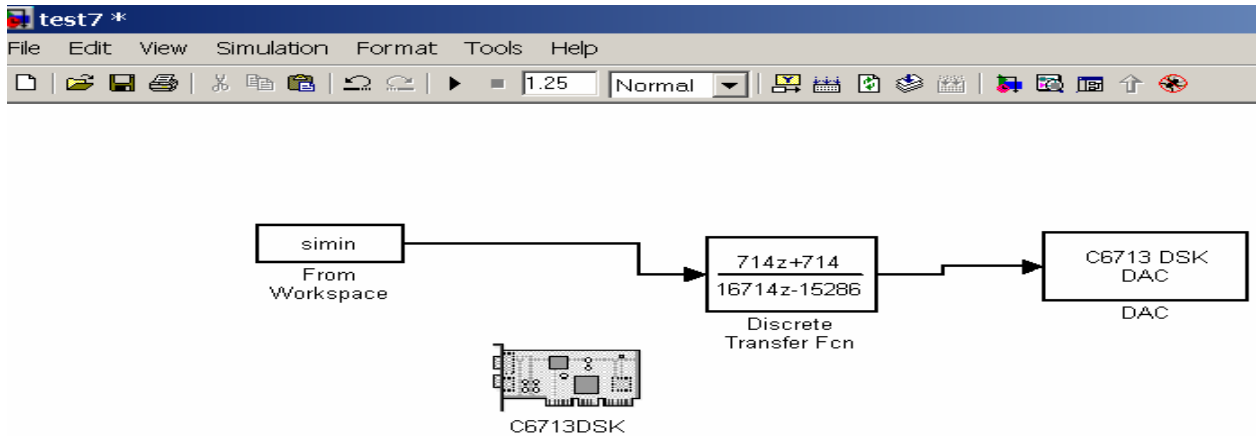 test7 *
File Edit View Simulation Format Tools Help
1.25 Normal
simin
From
Workspace
714z+714
16714z-15286
Discrete
Transfer Fcn
C6713 DSK
DAC
DAC
C6713DSK